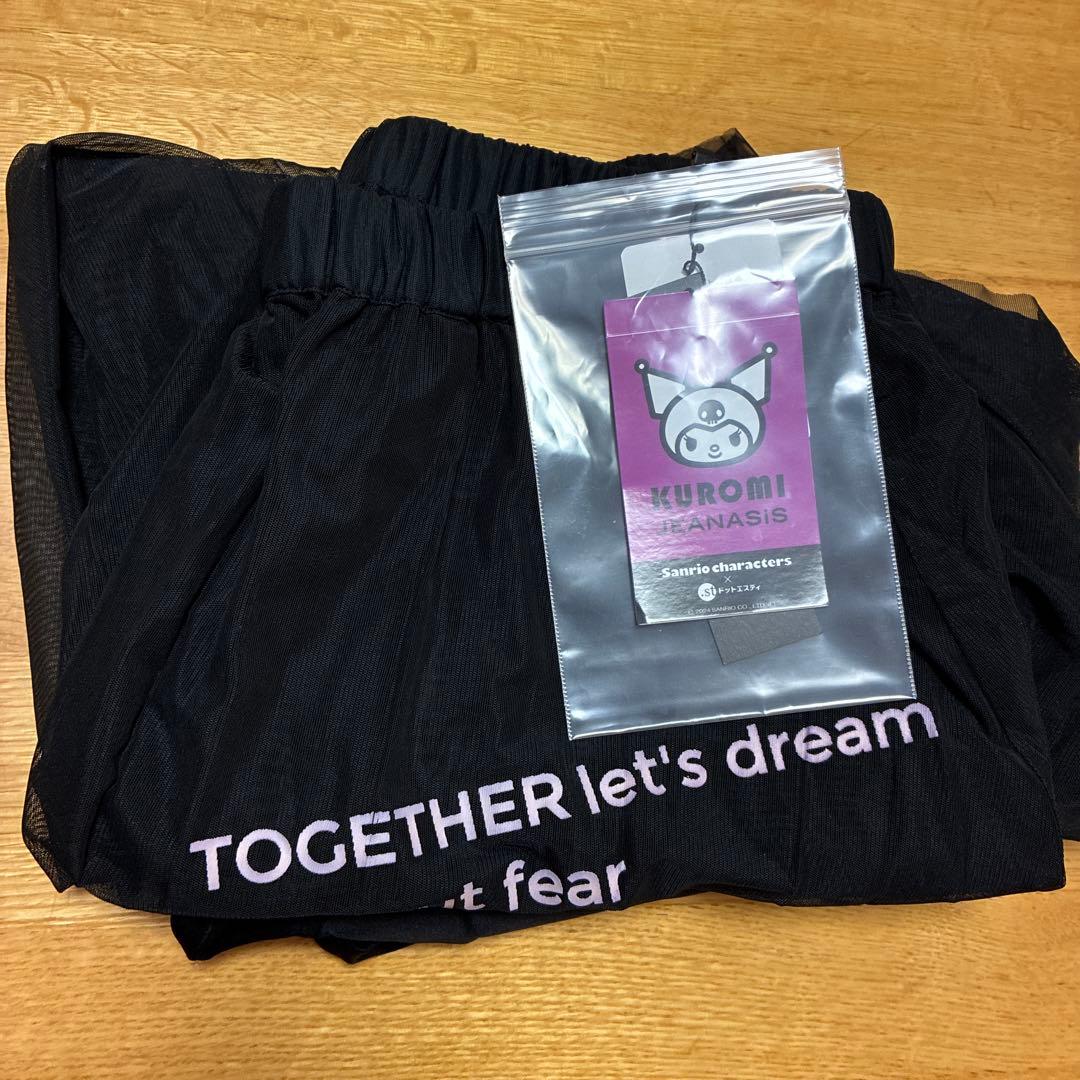 KUROMI
JEANASiS
Sanrio characters
×
.st ドットエスティ
© 2024 SANRIO CO., LTD.
TOGETHER let's dream
fear